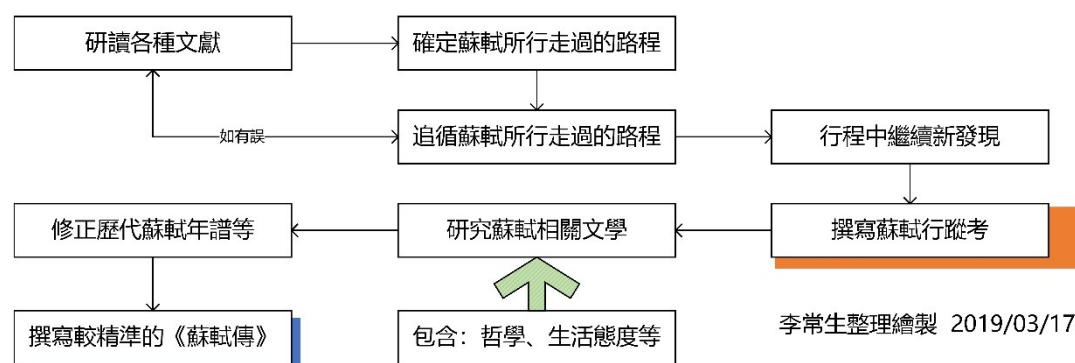 研讀各種文獻
確定蘇軾所行走過的路程
如有誤
追循蘇軾所行走過的路程
行程中繼續新發現
修正歷代蘇軾年譜等
研究蘇軾相關文學
撰寫蘇軾行蹤考
撰寫較精準的《蘇軾傳》
包含：哲學、生活態度等
李常生整理繪製 2019/03/17